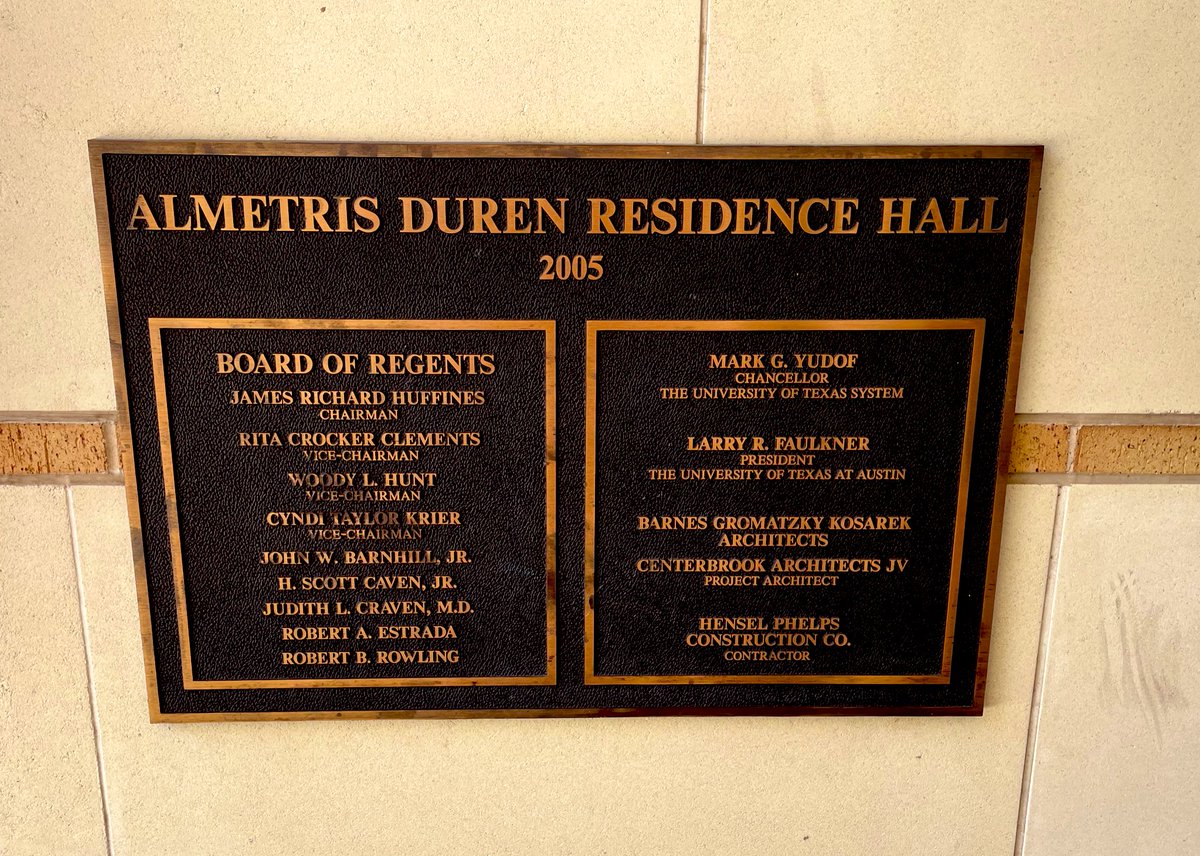 ALMETRIS DUREN RESIDENCE HALL
2005
BOARD OF REGENTS
JAMES RICHARD HUFFINES
CHAIRMAN
RITA CROCKER CLEMENTS
VICE-CHAIRMAN
WOODY L. HUNT
VICE-CHAIRMAN
CYNDI TAYLOR KRIER
VICE-CHAIRMAN
JOHN W. BARNHILL, JR.
H. SCOTT CAVEN, JR.
JUDITH L. CRAVEN, M.D.
ROBERT A. ESTRADA
ROBERT B. ROWLING
MARK G. YUDOF
CHANCELLOR
THE UNIVERSITY OF TEXAS SYSTEM
LARRY R. FAULKNER
PRESIDENT
THE UNIVERSITY OF TEXAS AT AUSTIN
BARNES GROMATZKY KOSAREK
ARCHITECTS
CENTERBROOK ARCHITECTS JV
PROJECT ARCHITECT
HENSEL PHELPS
CONSTRUCTION CO.
CONTRACTOR